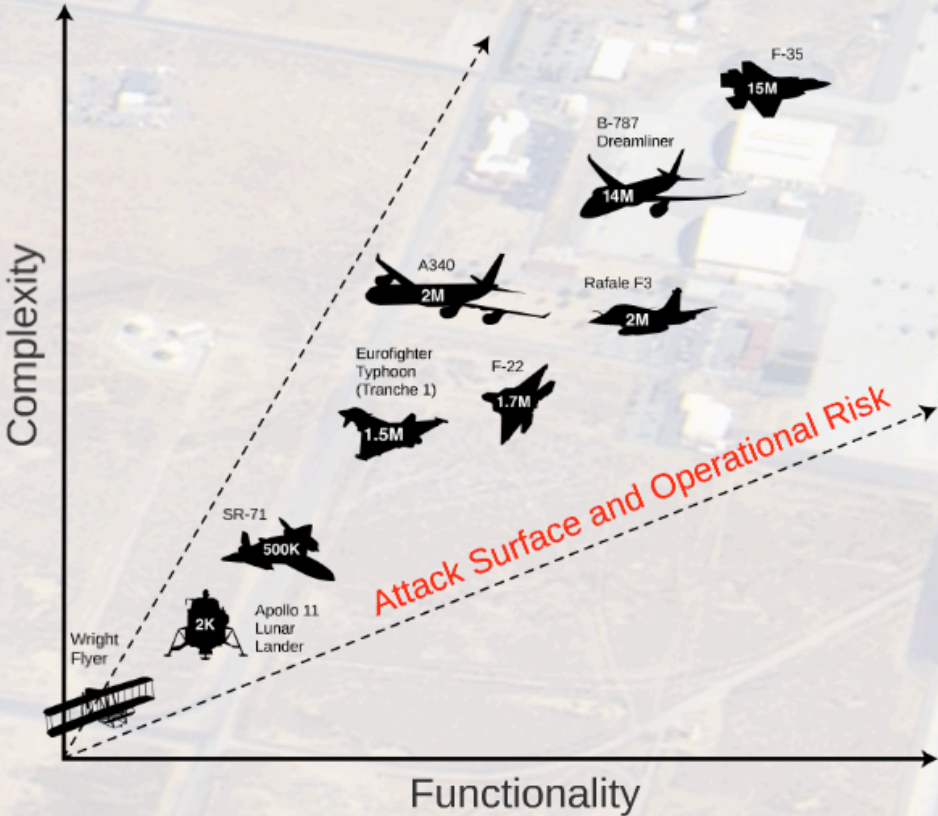 F-35
15M
B-787
Dreamliner
14M
A340
2M
Rafale F3
2M
Eurofighter
Typhoon
(Tranche 1)
1.5M
F-22
1.7M
SR-71
500K
Apollo 11
Lunar
Lander
2K
Wright
Flyer
Attack Surface and Operational Risk
Complexity
Functionality